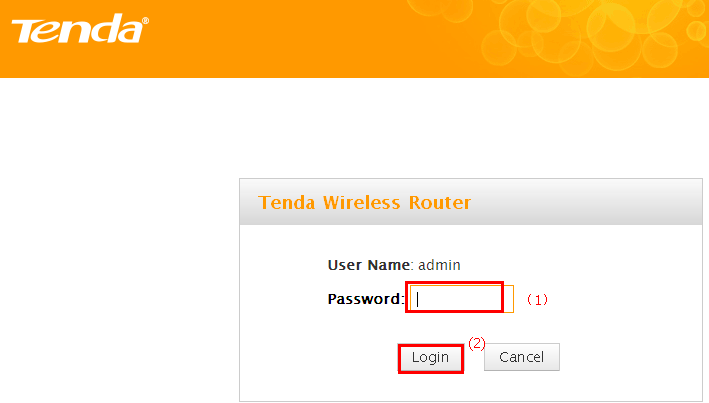 Tenda®
Tenda Wireless Router
User Name: admin
Password: (1)
Login (2) Cancel